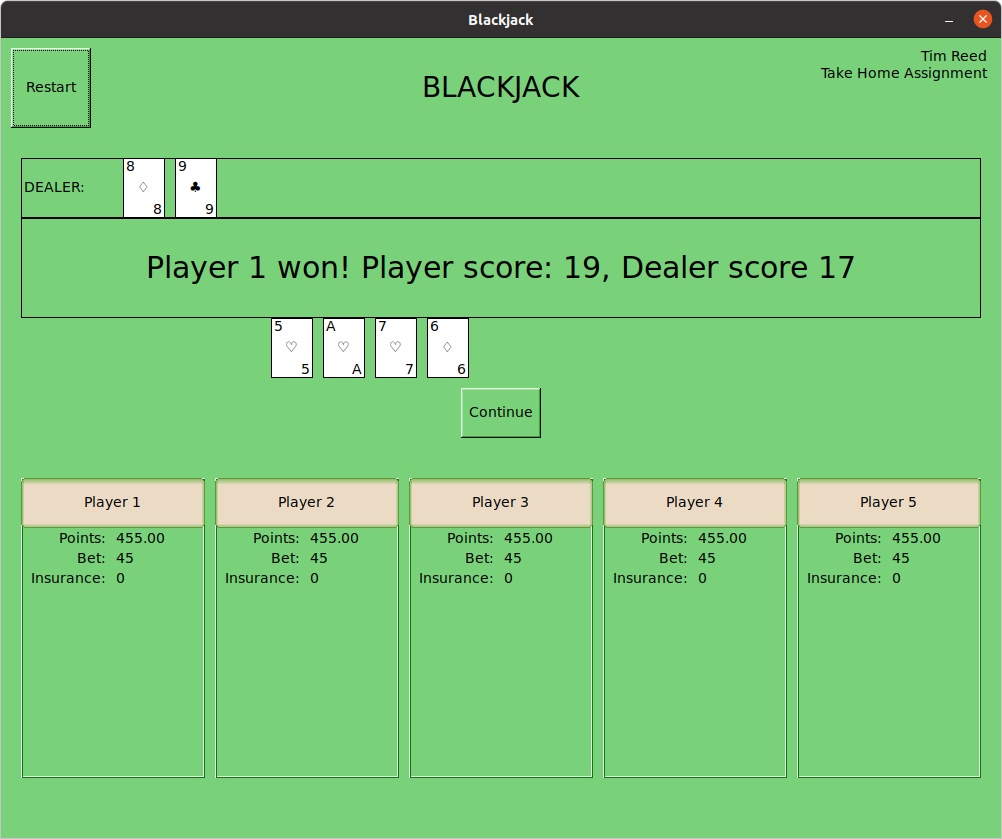 Blackjack
Restart
BLACKJACK
Tim Reed
Take Home Assignment
DEALER:
8 9
♢ ♣
8 9
Player 1 won! Player score: 19, Dealer score 17
5 A 7 6
♡ ♡ ♡ ♢
5 A 7 6
Continue
Player 1 Player 2 Player 3 Player 4 Player 5
Points: 455.00 Points: 455.00 Points: 455.00 Points: 455.00 Points: 455.00
Bet: 45 Bet: 45 Bet: 45 Bet: 45 Bet: 45
Insurance: 0 Insurance: 0 Insurance: 0 Insurance: 0 Insurance: 0